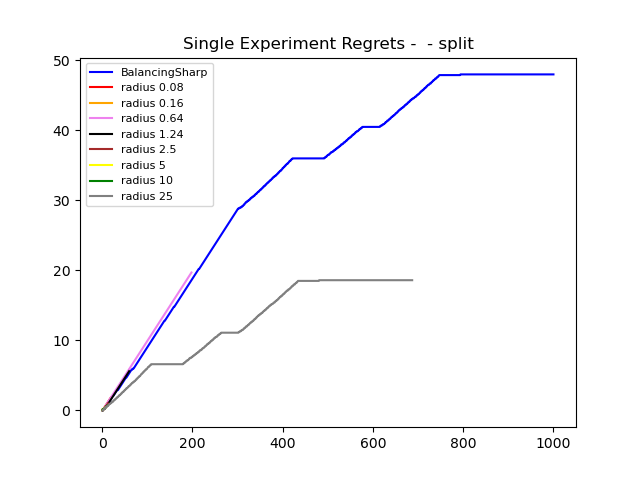 Single Experiment Regrets -  - split
50
40
30
20
10
0
BalancingSharp
radius 0.08
radius 0.16
radius 0.64
radius 1.24
radius 2.5
radius 5
radius 10
radius 25
0 200 400 600 800 1000